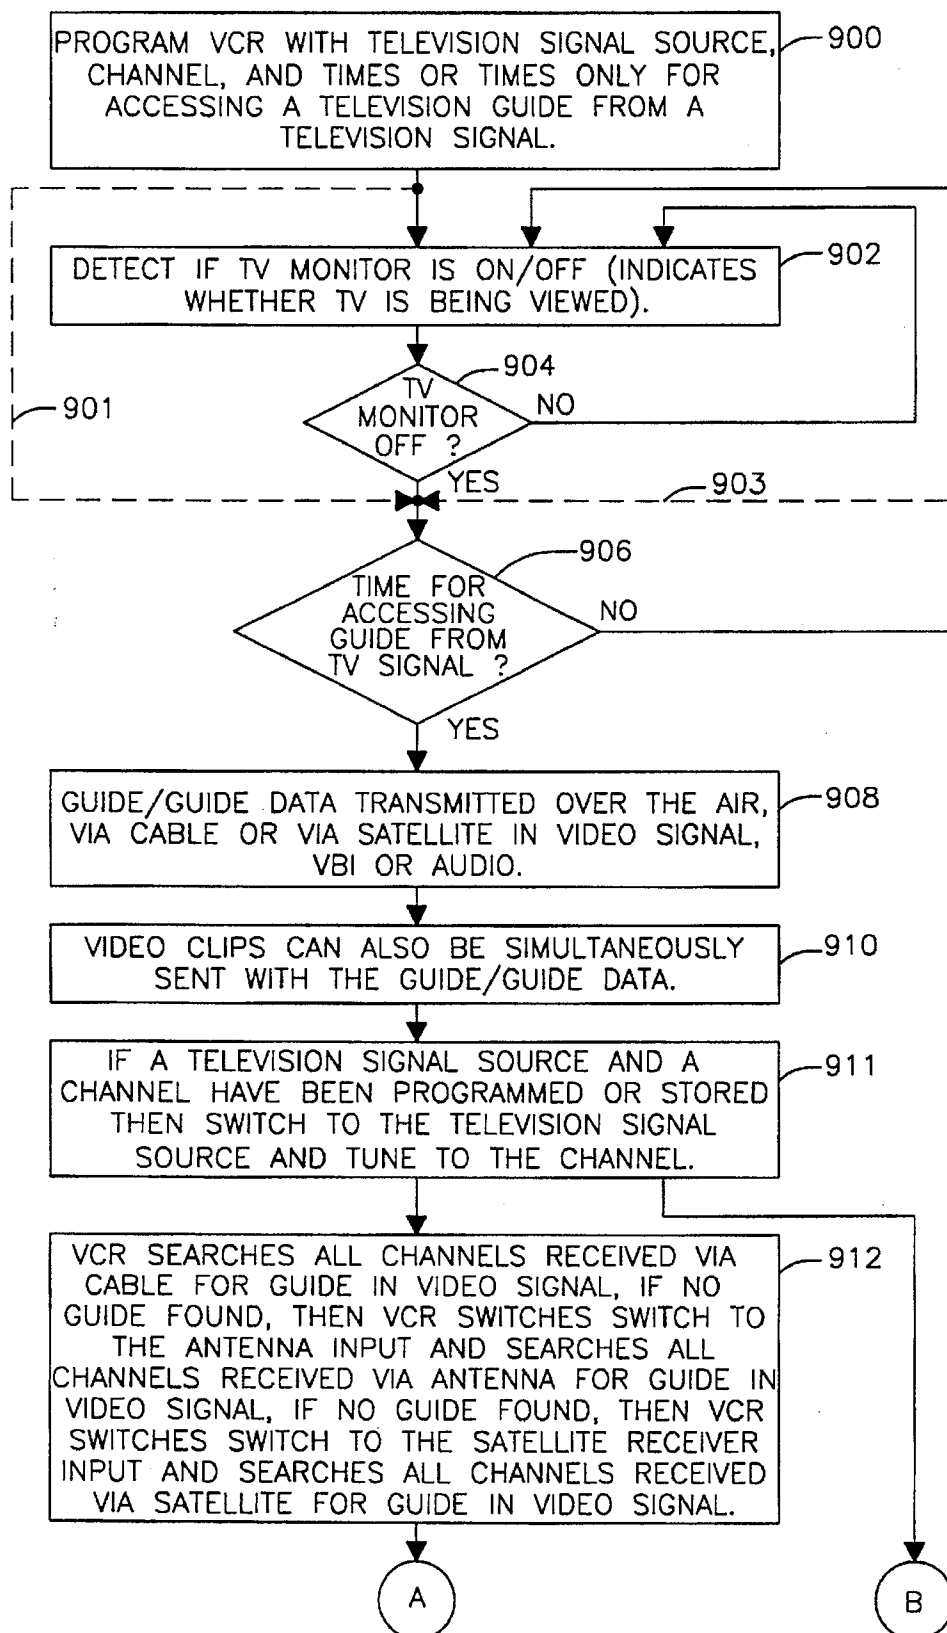 PROGRAM VCR WITH TELEVISION SIGNAL SOURCE,
CHANNEL, AND TIMES OR TIMES ONLY FOR
ACCESSING A TELEVISION GUIDE FROM A
TELEVISION SIGNAL.
900
DETECT IF TV MONITOR IS ON/OFF (INDICATES
WHETHER TV IS BEING VIEWED).
902
904
TV
MONITOR
OFF ?
NO
901
YES
903
906
TIME FOR
ACCESSING
GUIDE FROM
TV SIGNAL ?
NO
YES
GUIDE/GUIDE DATA TRANSMITTED OVER THE AIR,
VIA CABLE OR VIA SATELLITE IN VIDEO SIGNAL,
VBI OR AUDIO.
908
VIDEO CLIPS CAN ALSO BE SIMULTANEOUSLY
SENT WITH THE GUIDE/GUIDE DATA.
910
IF A TELEVISION SIGNAL SOURCE AND A
CHANNEL HAVE BEEN PROGRAMMED OR STORED
THEN SWITCH TO THE TELEVISION SIGNAL
SOURCE AND TUNE TO THE CHANNEL.
911
VCR SEARCHES ALL CHANNELS RECEIVED VIA
CABLE FOR GUIDE IN VIDEO SIGNAL, IF NO
GUIDE FOUND, THEN VCR SWITCHES SWITCH TO
THE ANTENNA INPUT AND SEARCHES ALL
CHANNELS RECEIVED VIA ANTENNA FOR GUIDE IN
VIDEO SIGNAL, IF NO GUIDE FOUND, THEN VCR
SWITCHES SWITCH TO THE SATELLITE RECEIVER
INPUT AND SEARCHES ALL CHANNELS RECEIVED
VIA SATELLITE FOR GUIDE IN VIDEO SIGNAL.
912
A
B